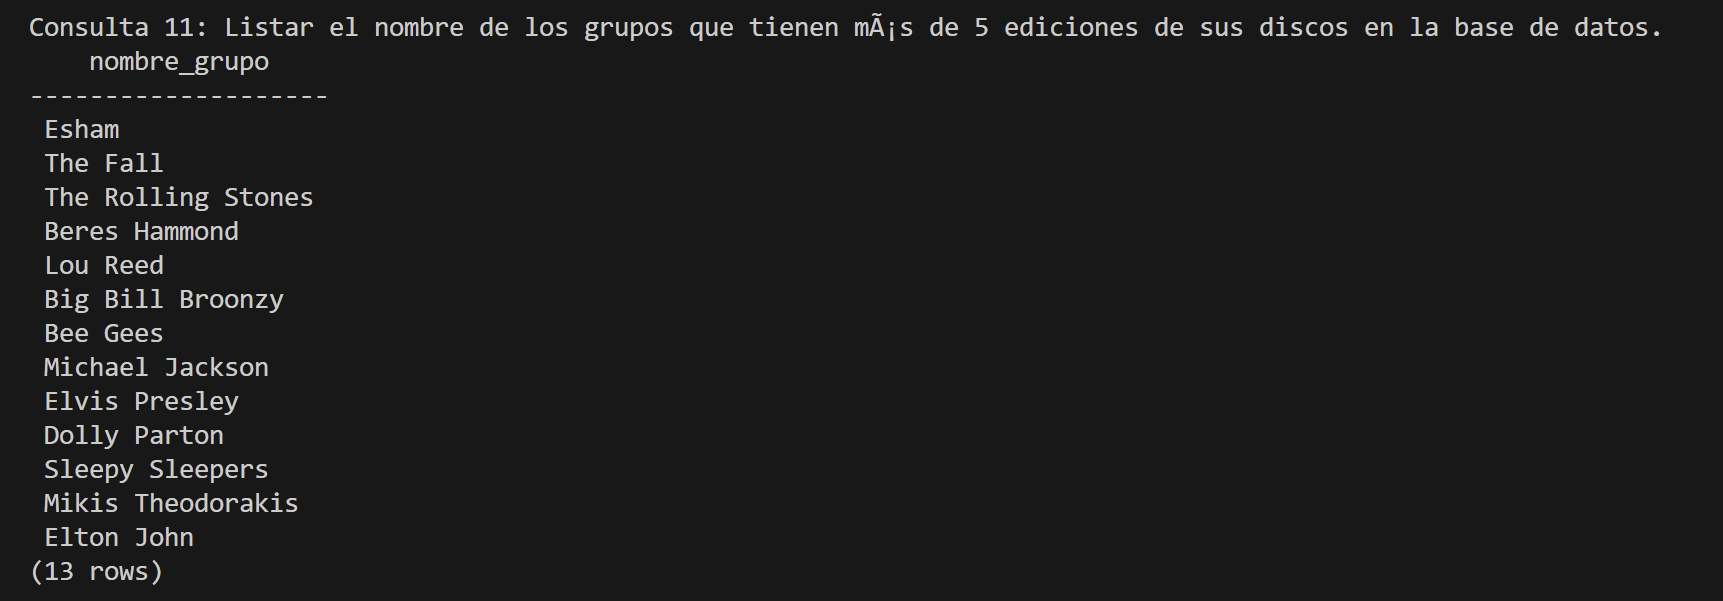 Consulta 11: Listar el nombre de los grupos que tienen mÃ¡s de 5 ediciones de sus discos en la base de datos.
nombre_grupo
--------------------
Esham
The Fall
The Rolling Stones
Beres Hammond
Lou Reed
Big Bill Broonzy
Bee Gees
Michael Jackson
Elvis Presley
Dolly Parton
Sleepy Sleepers
Mikis Theodorakis
Elton John
(13 rows)